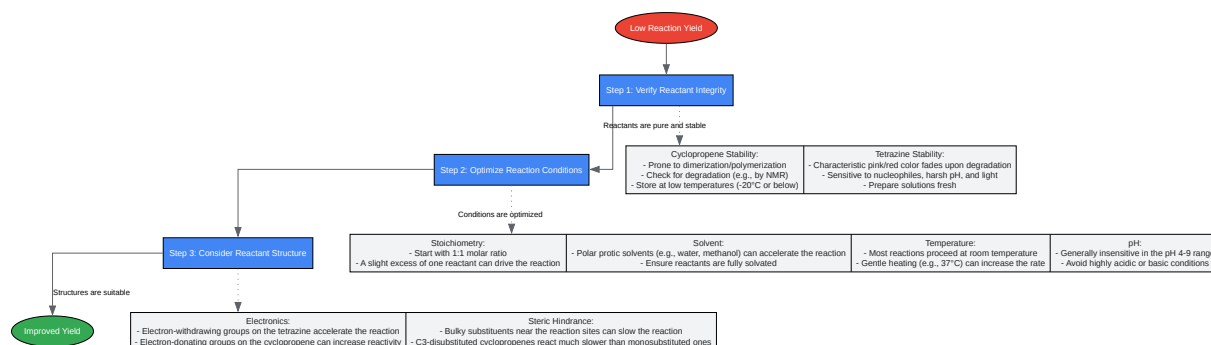 Low Reaction Yield
Step 1: Verify Reactant Integrity
Reactants are pure and stable
Cyclopropene Stability:
- Prone to dimerization/polymerization
- Check for degradation (e.g., by NMR)
- Store at low temperatures (-20°C or below)
Tetrazine Stability:
- Characteristic pink/red color fades upon degradation
- Sensitive to nucleophiles, harsh pH, and light
- Prepare solutions fresh
Step 2: Optimize Reaction Conditions
Conditions are optimized
Stoichiometry:
- Start with 1:1 molar ratio
- A slight excess of one reactant can drive the reaction
Solvent:
- Polar protic solvents (e.g., water, methanol) can accelerate the reaction
- Ensure reactants are fully solvated
Temperature:
- Most reactions proceed at room temperature
- Gentle heating (e.g., 37°C) can increase the rate
pH:
- Generally insensitive in the pH 4-9 range
- Avoid highly acidic or basic conditions
Step 3: Consider Reactant Structure
Structures are suitable
Improved Yield
Electronics:
- Electron-withdrawing groups on the tetrazine accelerate the reaction
- Electron-donating groups on the cyclopropene can increase reactivity
Steric Hindrance:
- Bulky substituents near the reaction sites can slow the reaction
- C3-disubstituted cyclopropenes react much slower than monosubstituted ones